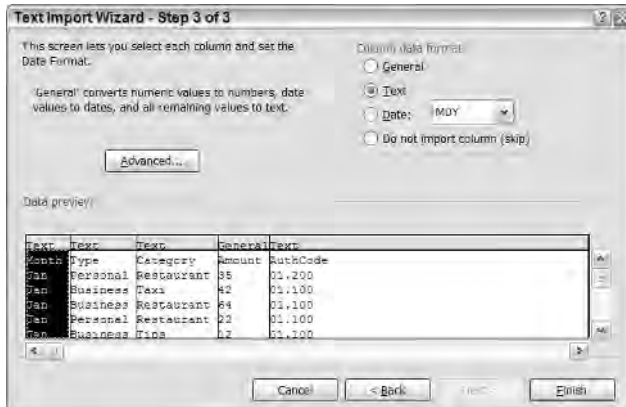 Text Import Wizard - Step 3 of 3
This screen lets you select each column and set the
Data Format.
'General' converts numeric values to numbers, date
values to dates, and all remaining values to text.
Advanced...
Column data format
General
Text
Date: MDY
Do not import column (skip)
Data preview
Text Text Text General Text
Month Type Category Amount AuthCode
Jan Personal Restaurant 35 01.200
Jan Business Taxi 42 01.100
Jan Business Restaurant 64 01.100
Jan Personal Restaurant 22 01.100
Jan Business Tips 12 01.100
Cancel < Back Next > Finish